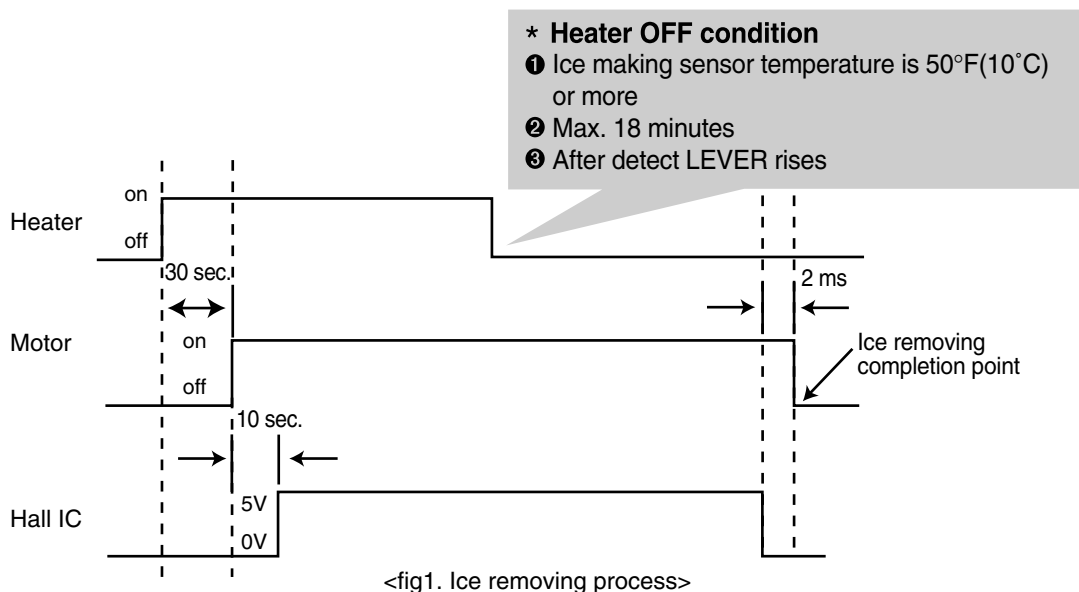 * Heater OFF condition
❶ Ice making sensor temperature is 50°F(10˚C)
or more
❷ Max. 18 minutes
❸ After detect LEVER rises
Heater
on
off
30 sec.
2 ms
Motor
on
off
Ice removing
completion point
10 sec.
Hall IC
5V
0V
<fig1. Ice removing process>